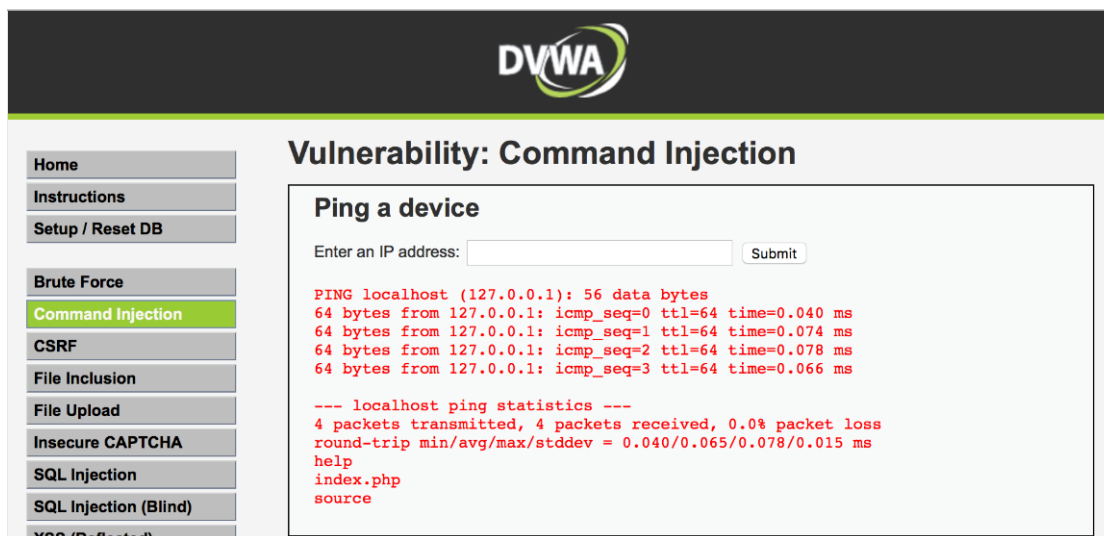 DVWA
Home
Instructions
Setup / Reset DB
Brute Force
Command Injection
CSRF
File Inclusion
File Upload
Insecure CAPTCHA
SQL Injection
SQL Injection (Blind)
XSS (Reflected)
Vulnerability: Command Injection
Ping a device
Enter an IP address:
Submit
PING localhost (127.0.0.1): 56 data bytes
64 bytes from 127.0.0.1: icmp_seq=0 ttl=64 time=0.040 ms
64 bytes from 127.0.0.1: icmp_seq=1 ttl=64 time=0.074 ms
64 bytes from 127.0.0.1: icmp_seq=2 ttl=64 time=0.078 ms
64 bytes from 127.0.0.1: icmp_seq=3 ttl=64 time=0.066 ms
--- localhost ping statistics ---
4 packets transmitted, 4 packets received, 0.0% packet loss
round-trip min/avg/max/stddev = 0.040/0.065/0.078/0.015 ms
help
index.php
source